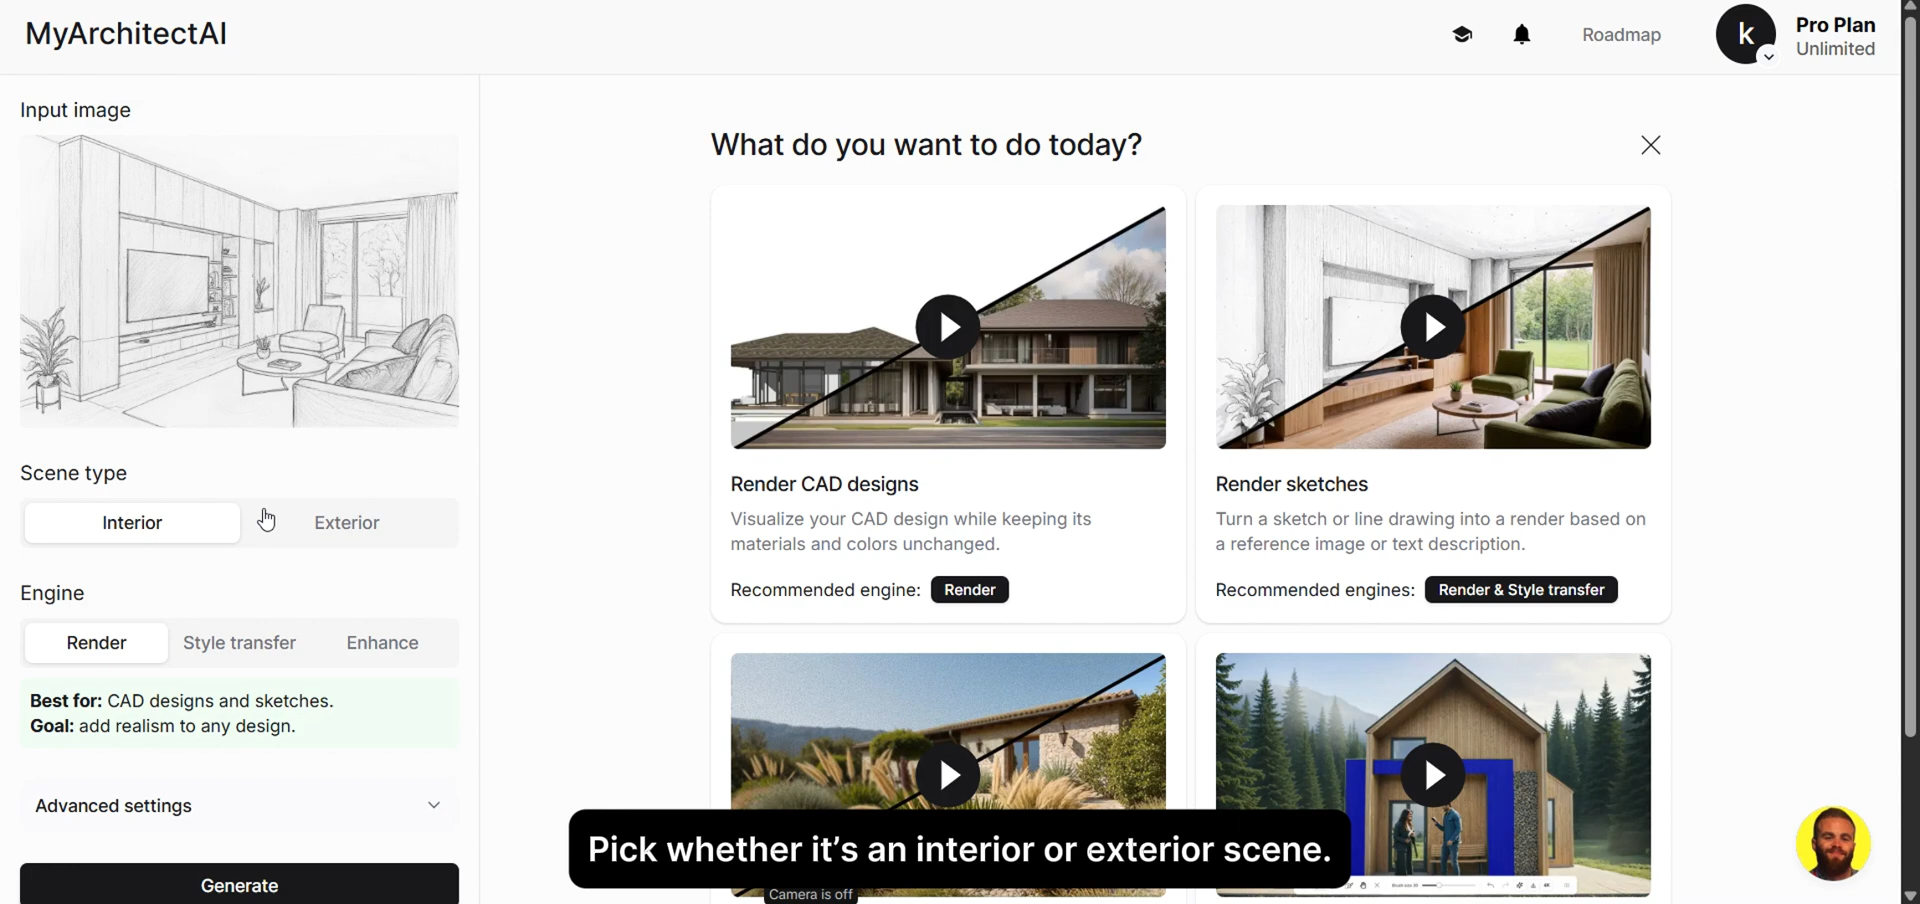 MyArchitectAI
Roadmap
k
Pro Plan
Unlimited
Input image
Scene type
Interior
Exterior
Engine
Render
Style transfer
Enhance
Best for: CAD designs and sketches.
Goal: add realism to any design.
Advanced settings
Generate
What do you want to do today?
Render CAD designs
Visualize your CAD design while keeping its
materials and colors unchanged.
Recommended engine: Render
Render sketches
Turn a sketch or line drawing into a render based on
a reference image or text description.
Recommended engines: Render & Style transfer
Pick whether it’s an interior or exterior scene.
Camera is off